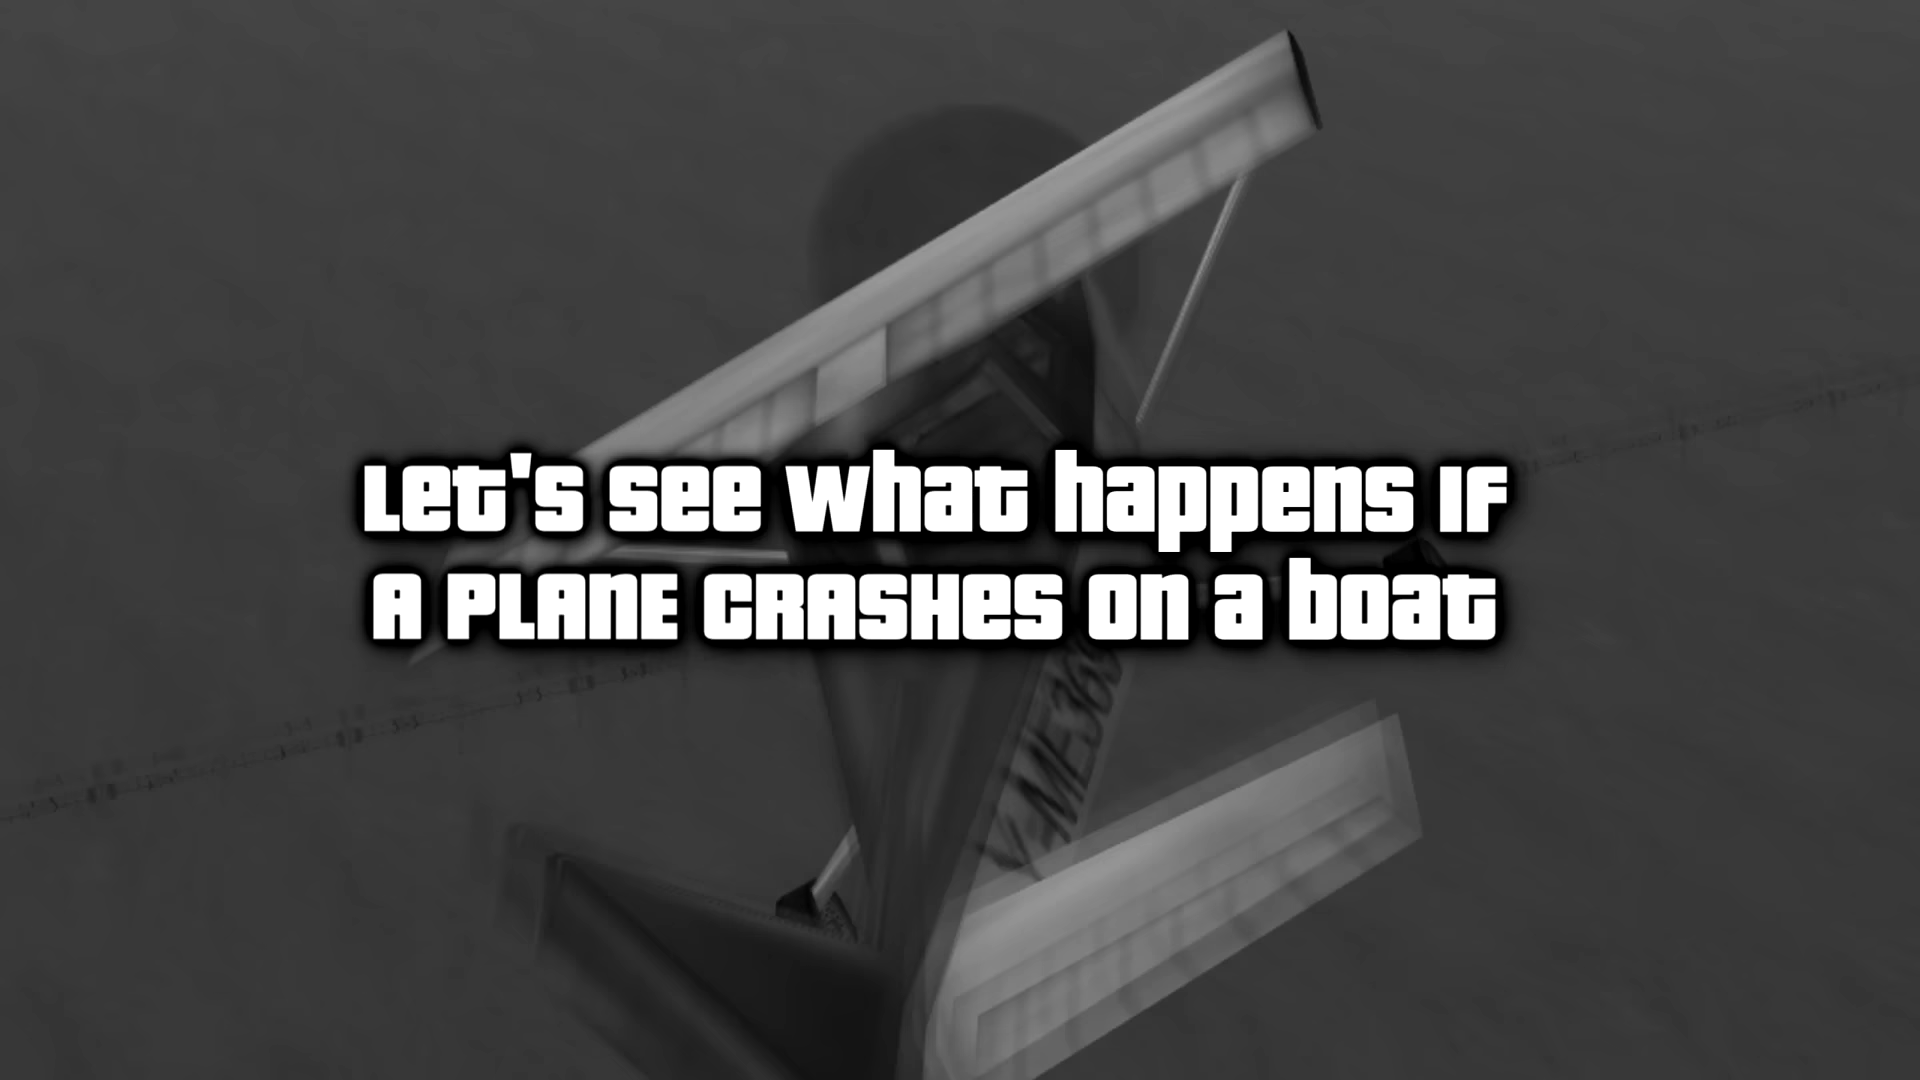 Let's see what happens if
a plane crashes on a boat